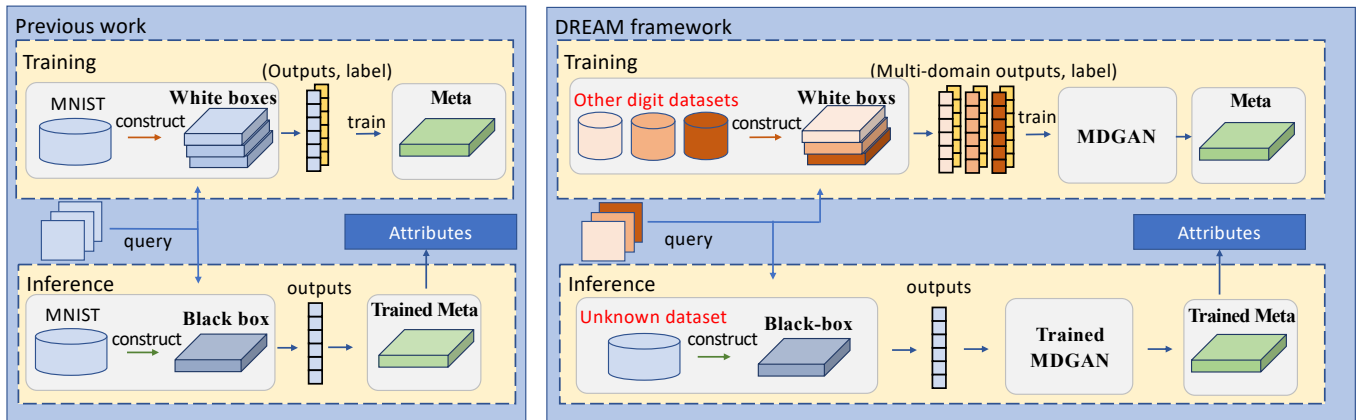 Previous work
Training
(Outputs, label)
MNIST
White boxes
Meta
construct
train
query
Attributes
Inference
outputs
MNIST
Black box
Trained Meta
construct
DREAM framework
Training
(Multi-domain outputs, label)
Other digit datasets
White boxs
Meta
construct
train
MDGAN
query
Attributes
Inference
outputs
Unknown dataset
Black-box
Trained Meta
construct
Trained
MDGAN